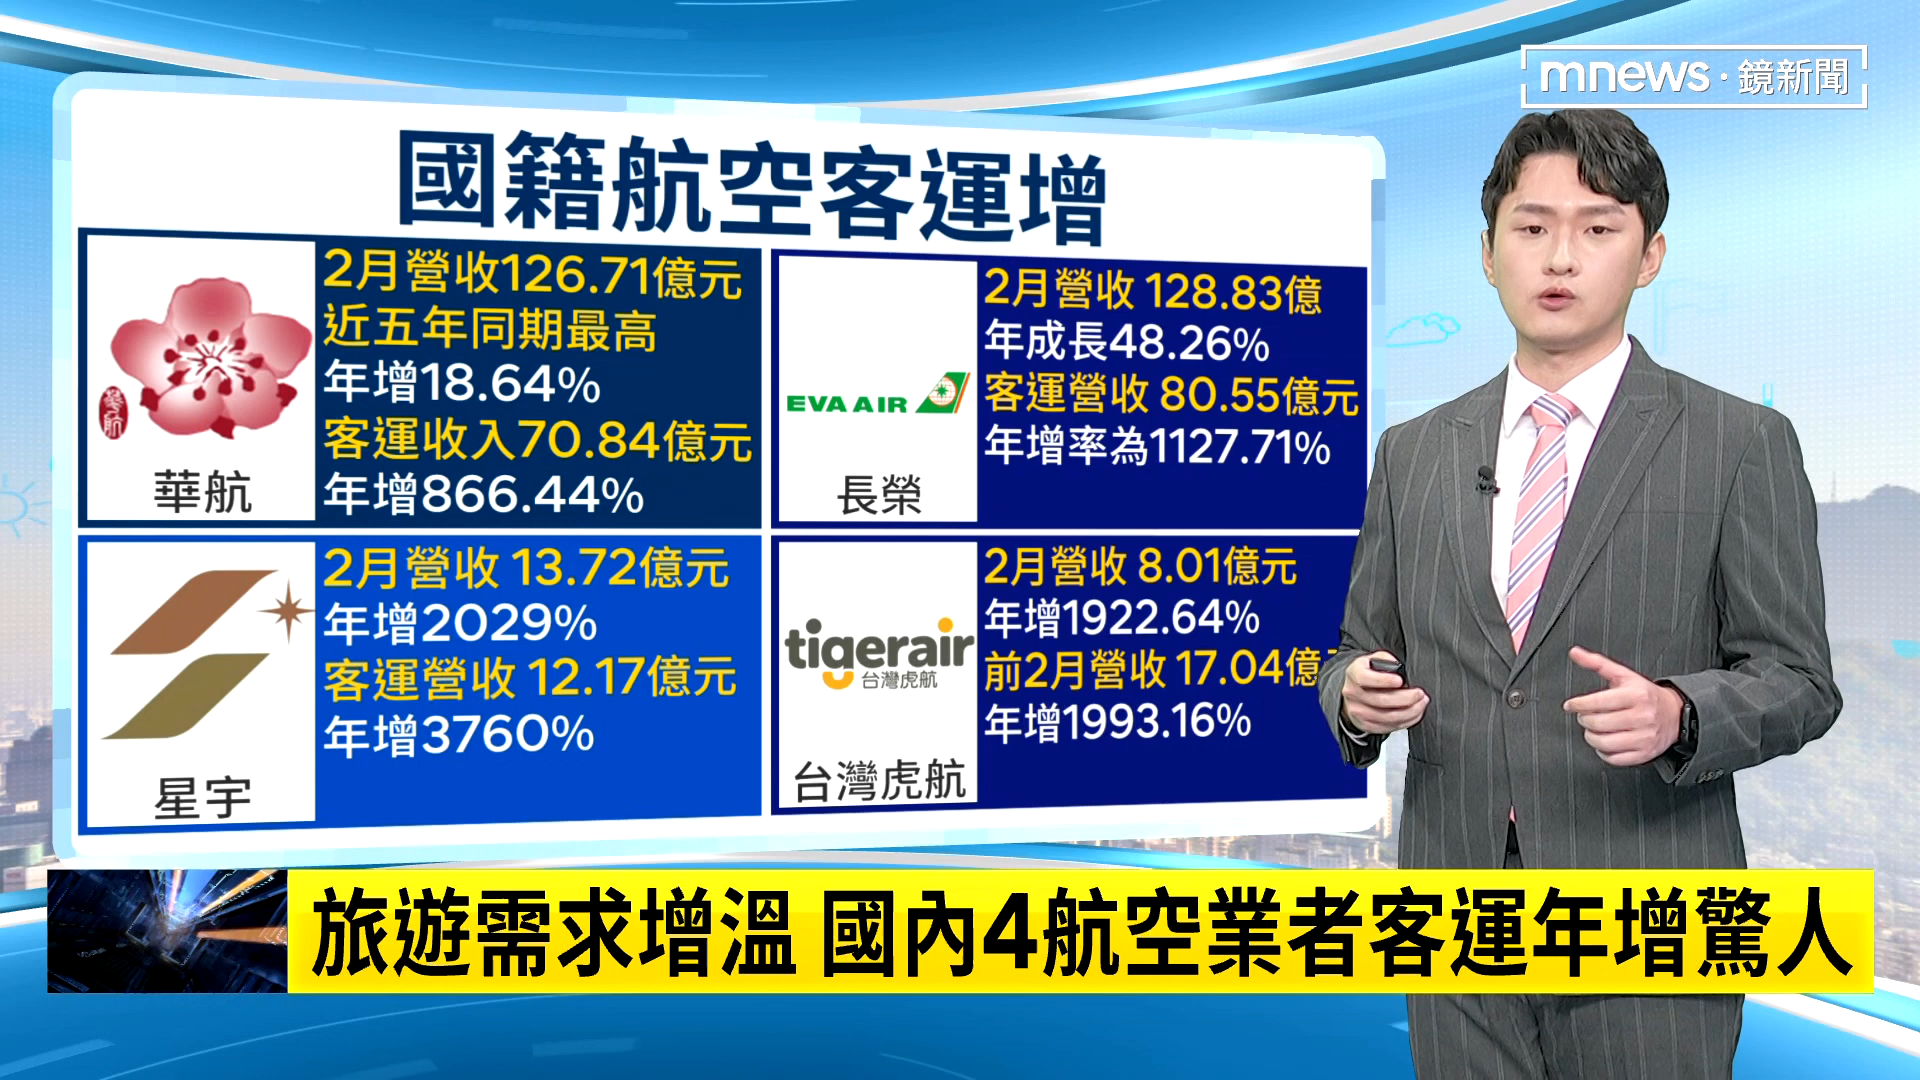 mnews·鏡新聞
國籍航空客運增
華航
2月營收126.71億元
近五年同期最高
年增18.64%
客運收入70.84億元
年增866.44%
EVA AIR
長榮
2月營收 128.83億
年成長48.26%
客運營收 80.55億元
年增率為1127.71%
星宇
2月營收 13.72億元
年增2029%
客運營收 12.17億元
年增3760%
tigerair
台灣虎航
台灣虎航
2月營收 8.01億元
年增1922.64%
前2月營收 17.04億
年增1993.16%
旅遊需求增溫 國內4航空業者客運年增驚人